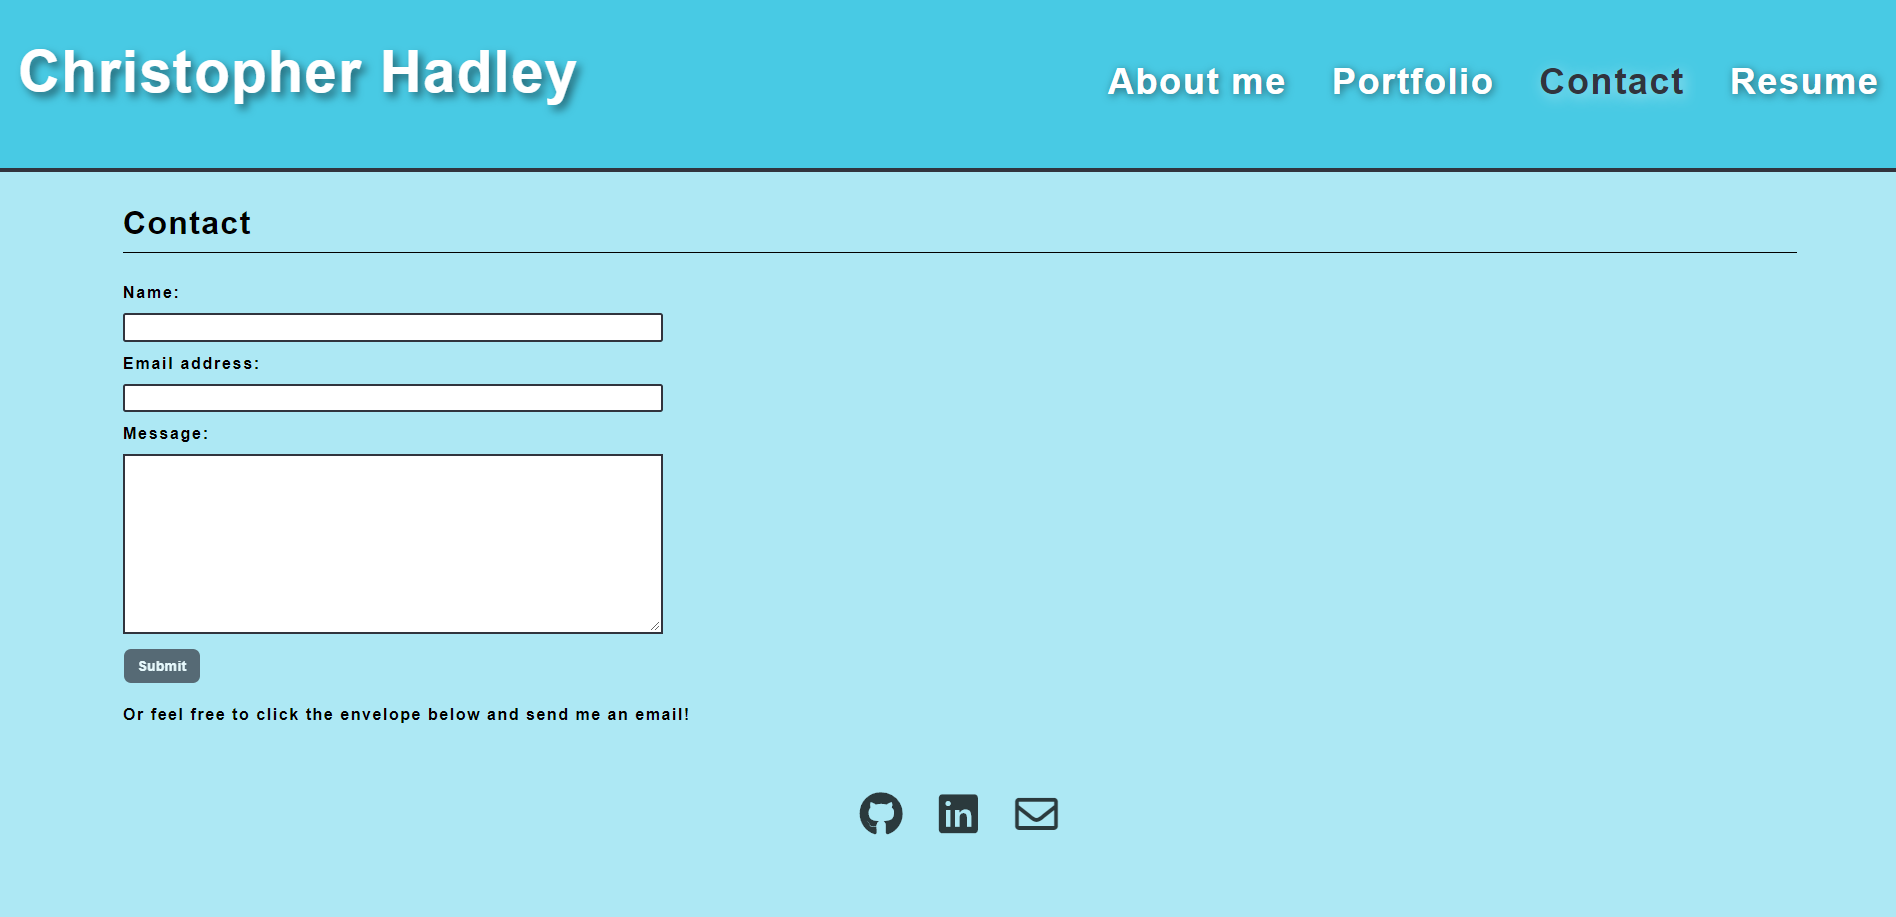 Christopher Hadley
About me Portfolio Contact Resume
Contact
Name:
Email address:
Message:
Submit
Or feel free to click the envelope below and send me an email!
in